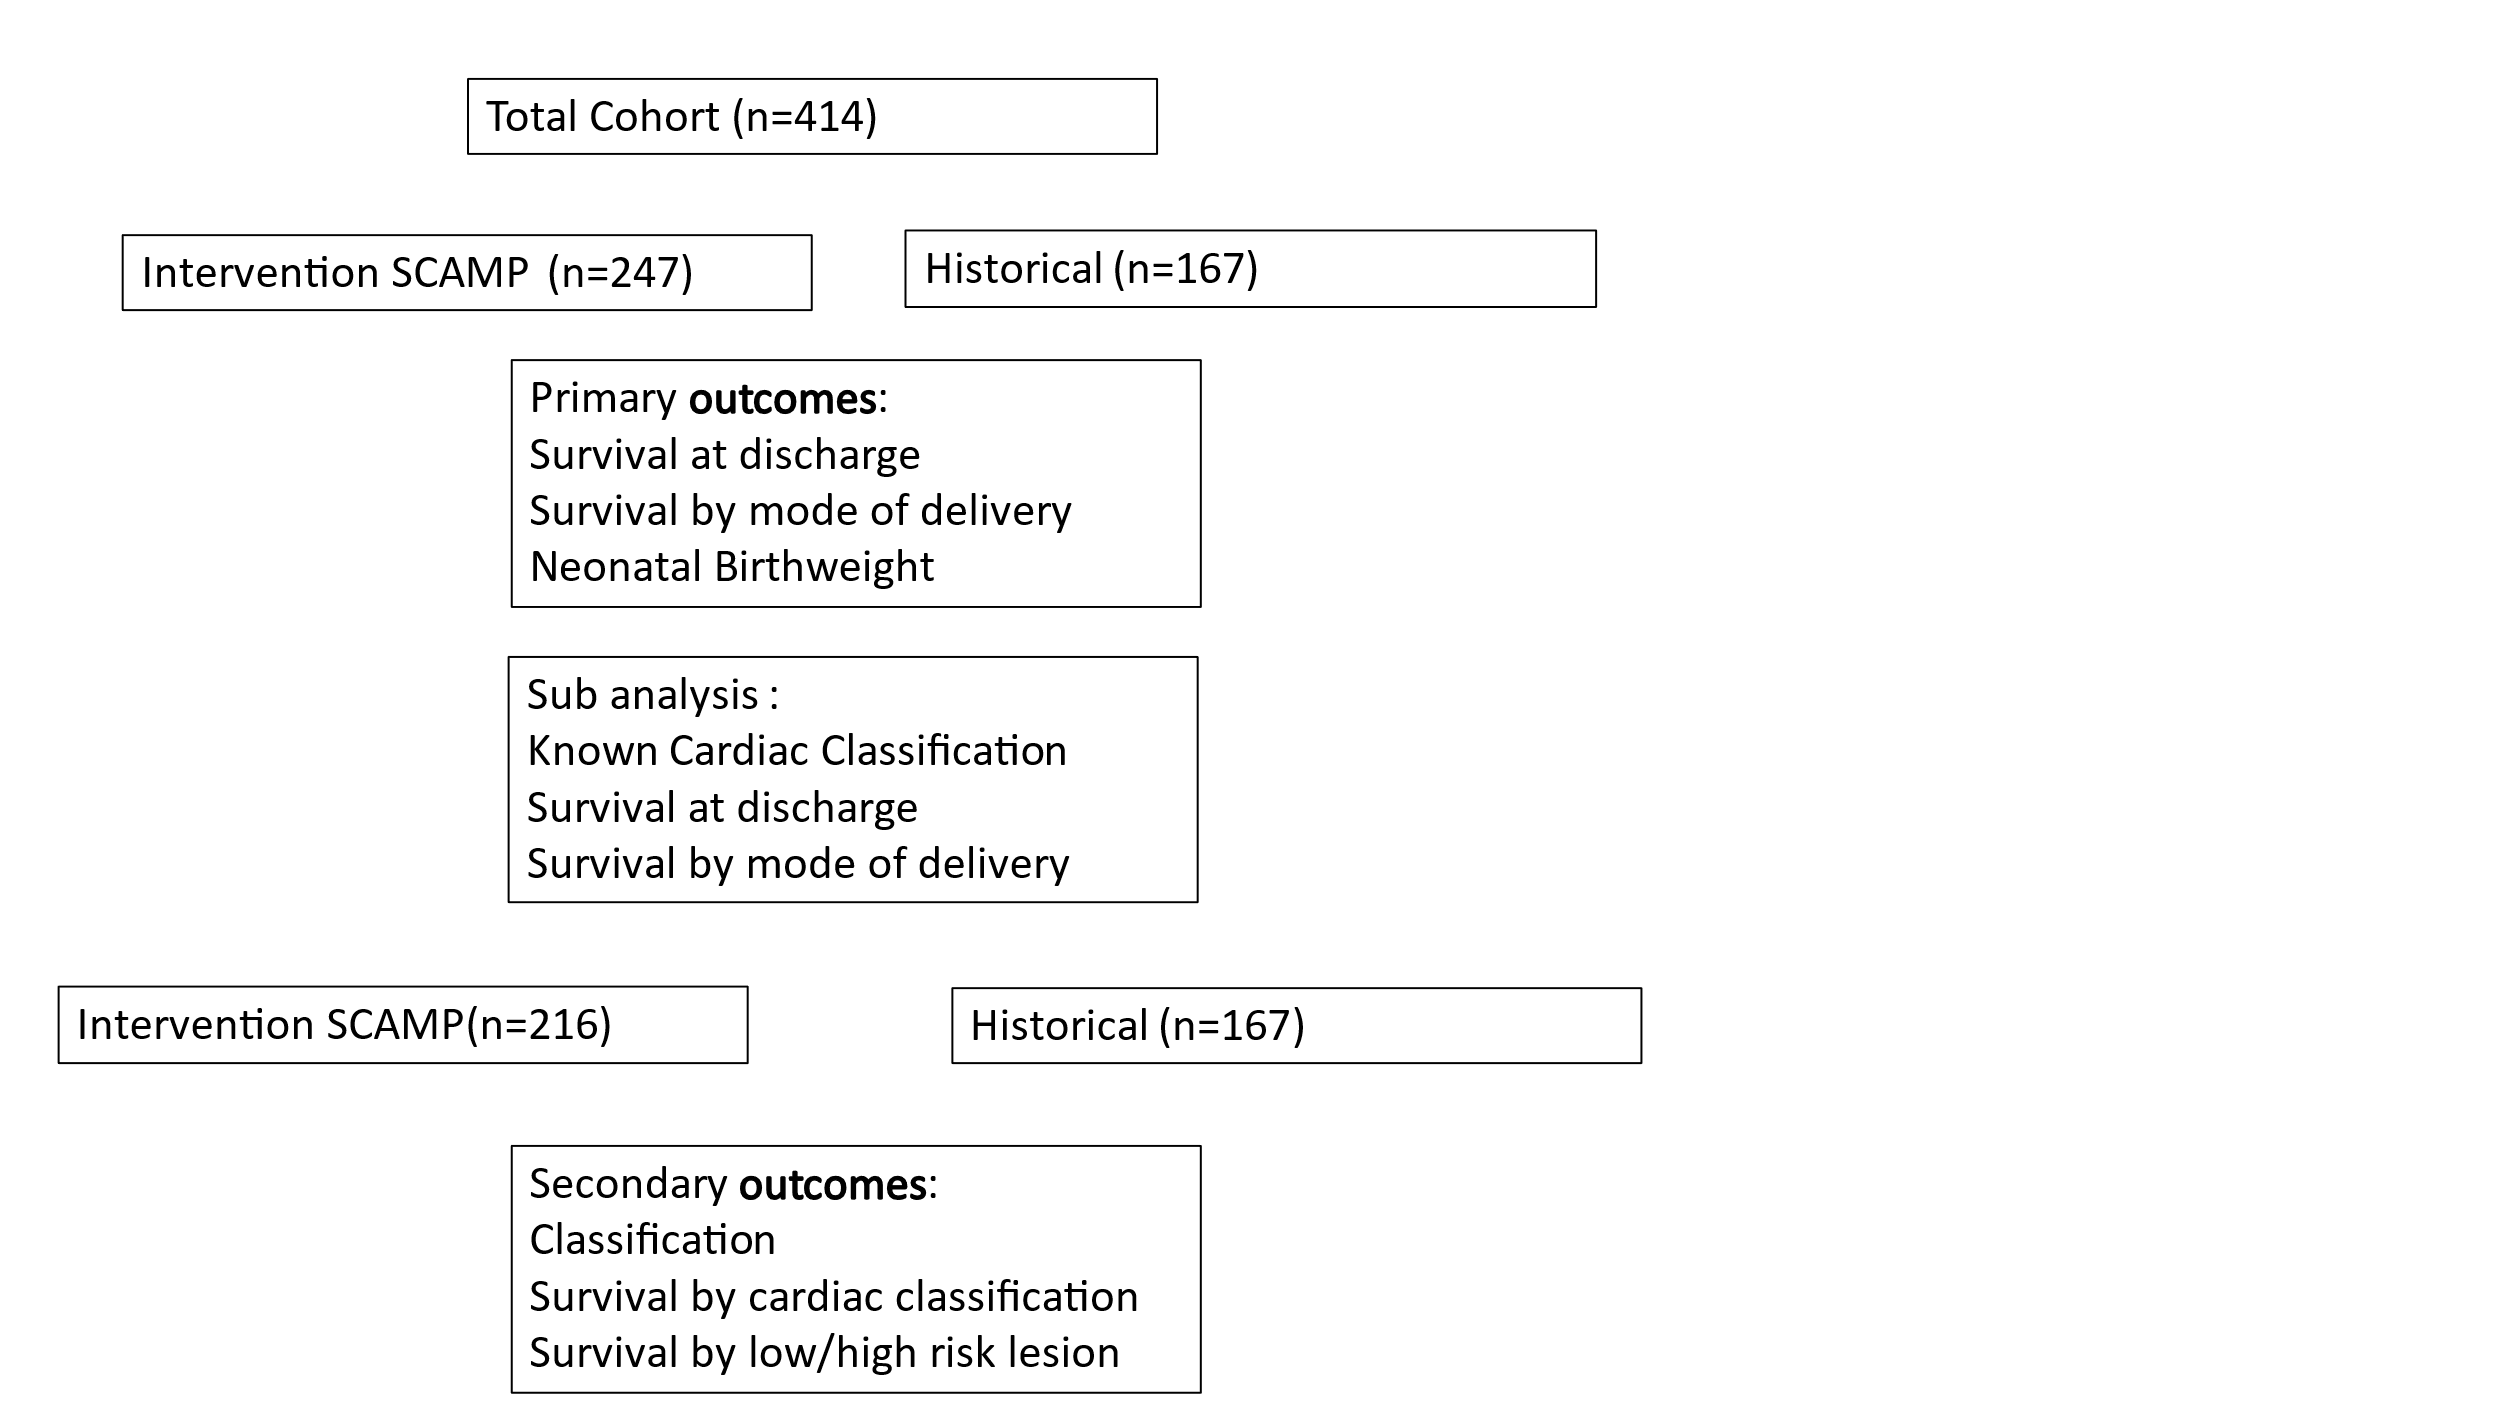 Total Cohort (n=414)
Intervention SCAMP (n=247)
Historical (n=167)
Primary outcomes:
Survival at discharge
Survival by mode of delivery
Neonatal Birthweight
Sub analysis :
Known Cardiac Classification
Survival at discharge
Survival by mode of delivery
Intervention SCAMP(n=216)
Historical (n=167)
Secondary outcomes:
Classification
Survival by cardiac classification
Survival by low/high risk lesion